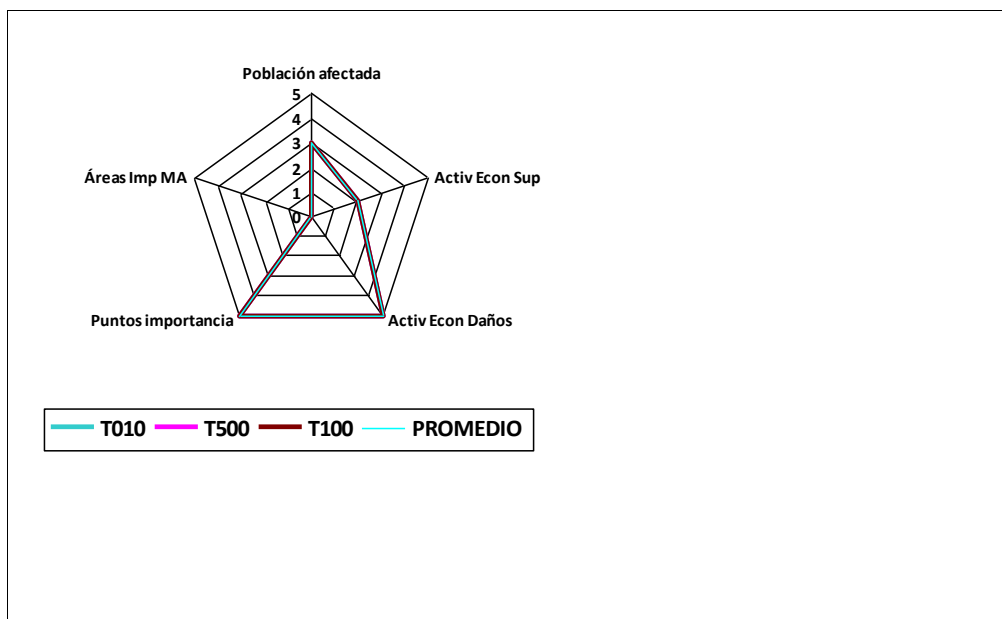 Población afectada
5
4
3
2
1
0
Áreas Imp MA
Activ Econ Sup
Puntos importancia
Activ Econ Daños
T010 T500 T100 PROMEDIO